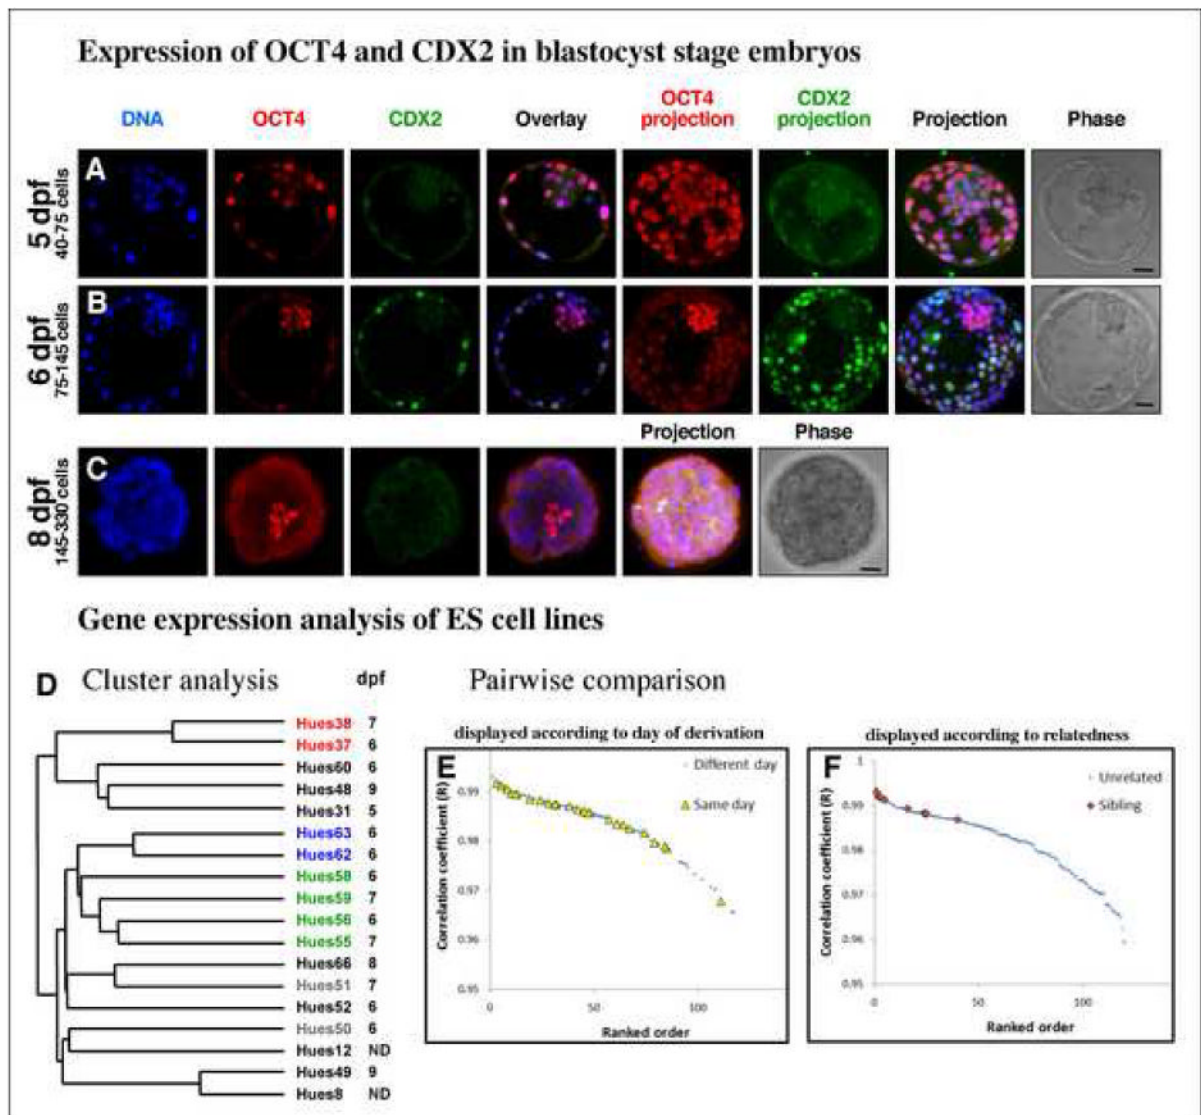 Expression of OCT4 and CDX2 in blastocyst stage embryos
DNA OCT4 CDX2 Overlay OCT4 projection CDX2 projection Projection Phase
A
5 dpf
40-75 cells
B
6 dpf
75-145 cells
Projection Phase
C
8 dpf
145-330 cells
Gene expression analysis of ES cell lines
D Cluster analysis dpf
Hues38 7
Hues37 6
Hues60 6
Hues48 9
Hues31 5
Hues63 6
Hues62 6
Hues58 6
Hues59 7
Hues56 6
Hues55 7
Hues66 8
Hues51 7
Hues52 6
Hues50 6
Hues12 ND
Hues49 9
Hues8 ND
Pairwise comparison
displayed according to day of derivation
E
Different day
Same day
Correlation coefficient (R)
0.99
0.98
0.97
0.96
0.95
0 50 100
Ranked order
displayed according to relatedness
F
Unrelated
Sibling
Correlation coefficient (R)
1
0.99
0.98
0.97
0.96
0.95
0 50 100
Ranked order